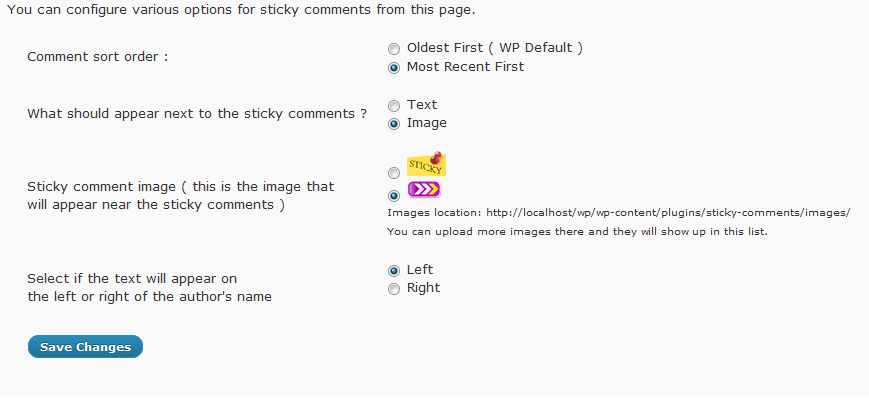 You can configure various options for sticky comments from this page.
Comment sort order :
Oldest First ( WP Default )
Most Recent First
What should appear next to the sticky comments ?
Text
Image
Sticky comment image ( this is the image that
will appear near the sticky comments )
STICKY
Images location: http://localhost/wp/wp-content/plugins/sticky-comments/images/
You can upload more images there and they will show up in this list.
Select if the text will appear on
the left or right of the author's name
Left
Right
Save Changes